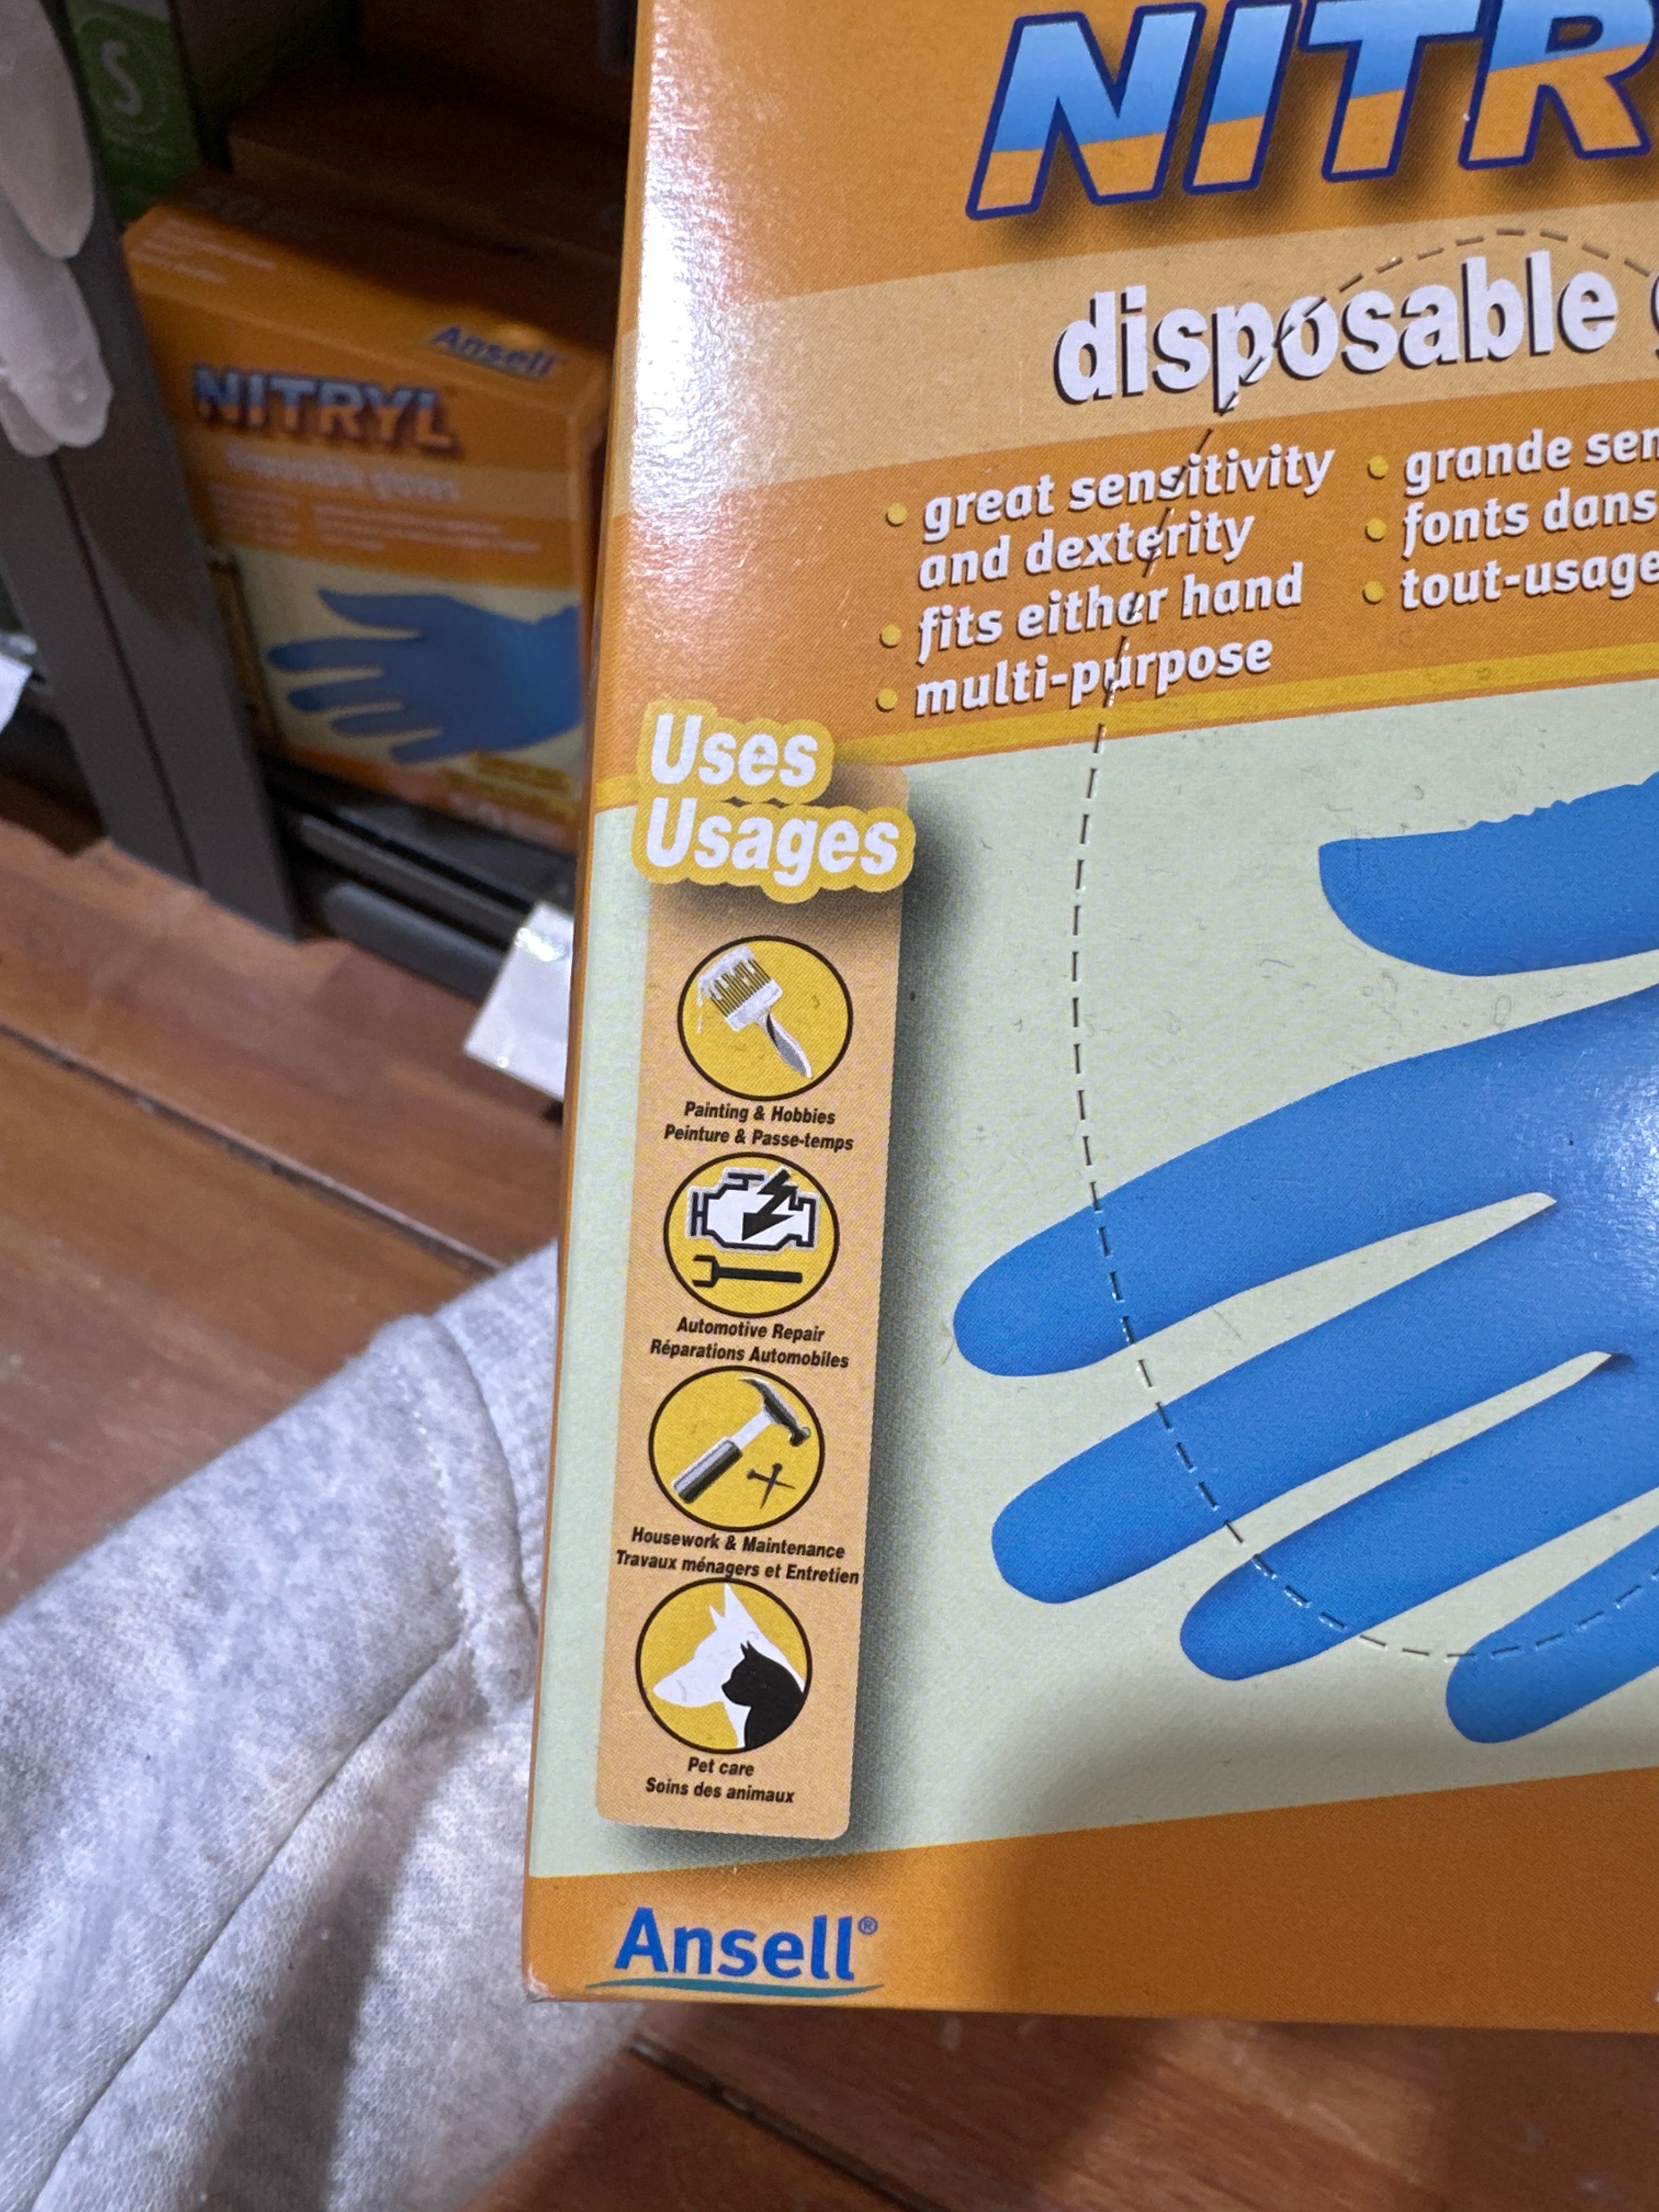 S
Ansell
NITRYL
disposable gloves
NITR
disposable
• great sensitivity
and dexterity
• fits either hand
• multi-purpose
• grande sen
• fonts dans
• tout-usage
Uses
Usages
Painting & Hobbies
Peinture & Passe-temps
Automotive Repair
Réparations Automobiles
Housework & Maintenance
Travaux ménagers et Entretien
Pet care
Soins des animaux
Ansell®